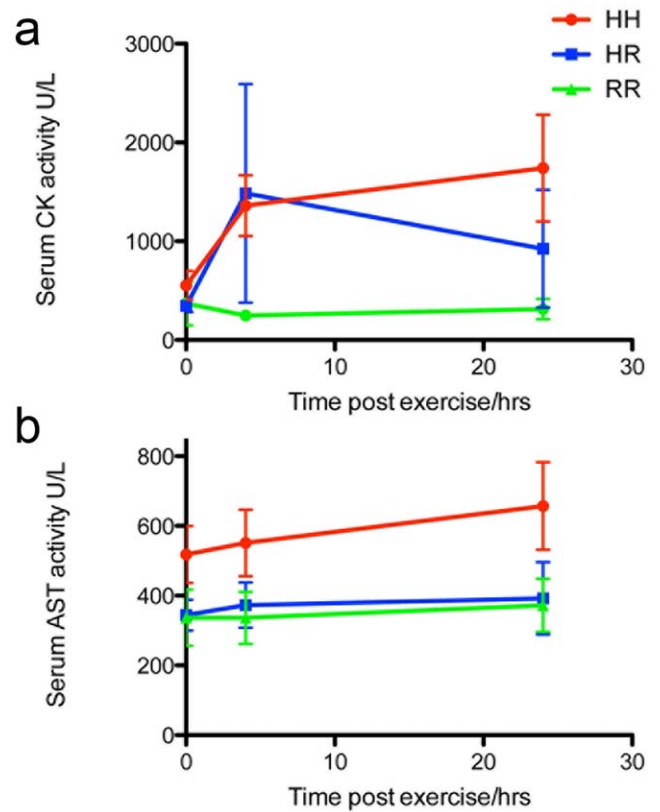 a
HH
HR
RR
Serum CK activity U/L
3000
2000
1000
0
0 10 20 30
Time post exercise/hrs
b
Serum AST activity U/L
800
600
400
200
0
0 10 20 30
Time post exercise/hrs